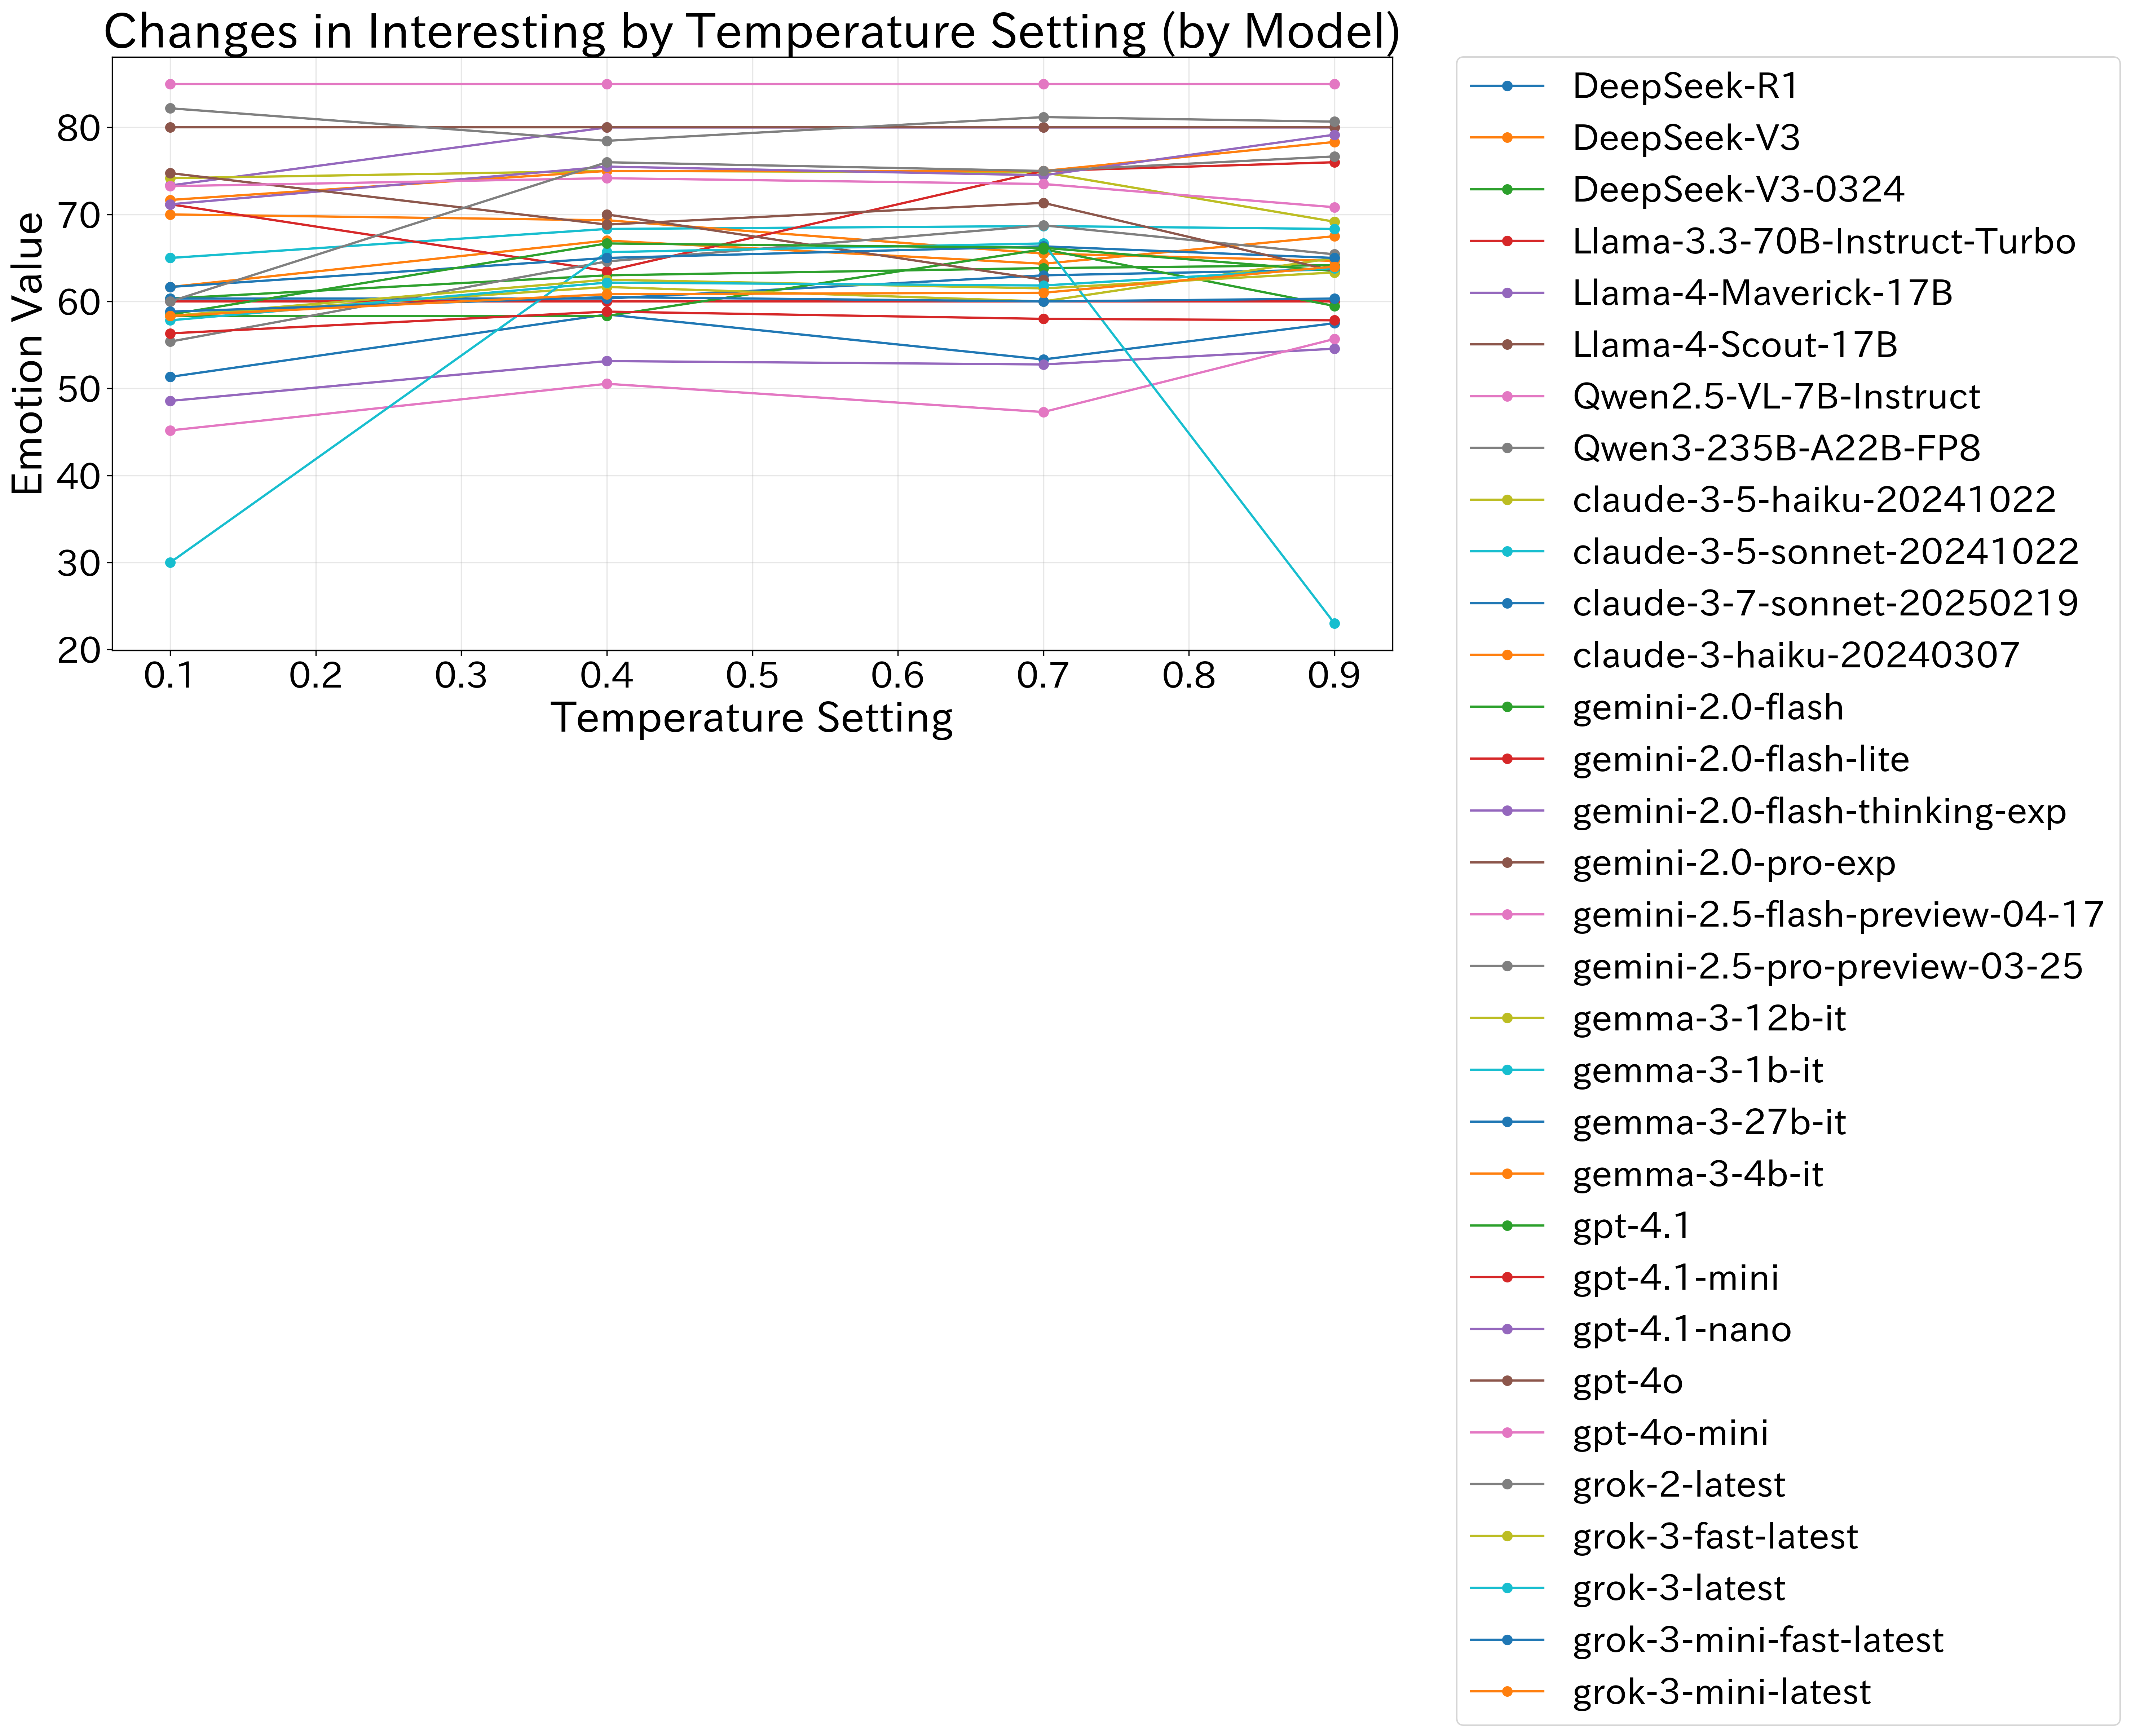 Changes in Interesting by Temperature Setting (by Model)
Emotion Value
80
70
60
50
40
30
20
0.1 0.2 0.3 0.4 0.5 0.6 0.7 0.8 0.9
Temperature Setting
DeepSeek-R1
DeepSeek-V3
DeepSeek-V3-0324
Llama-3.3-70B-Instruct-Turbo
Llama-4-Maverick-17B
Llama-4-Scout-17B
Qwen2.5-VL-7B-Instruct
Qwen3-235B-A22B-FP8
claude-3-5-haiku-20241022
claude-3-5-sonnet-20241022
claude-3-7-sonnet-20250219
claude-3-haiku-20240307
gemini-2.0-flash
gemini-2.0-flash-lite
gemini-2.0-flash-thinking-exp
gemini-2.0-pro-exp
gemini-2.5-flash-preview-04-17
gemini-2.5-pro-preview-03-25
gemma-3-12b-it
gemma-3-1b-it
gemma-3-27b-it
gemma-3-4b-it
gpt-4.1
gpt-4.1-mini
gpt-4.1-nano
gpt-4o
gpt-4o-mini
grok-2-latest
grok-3-fast-latest
grok-3-latest
grok-3-mini-fast-latest
grok-3-mini-latest